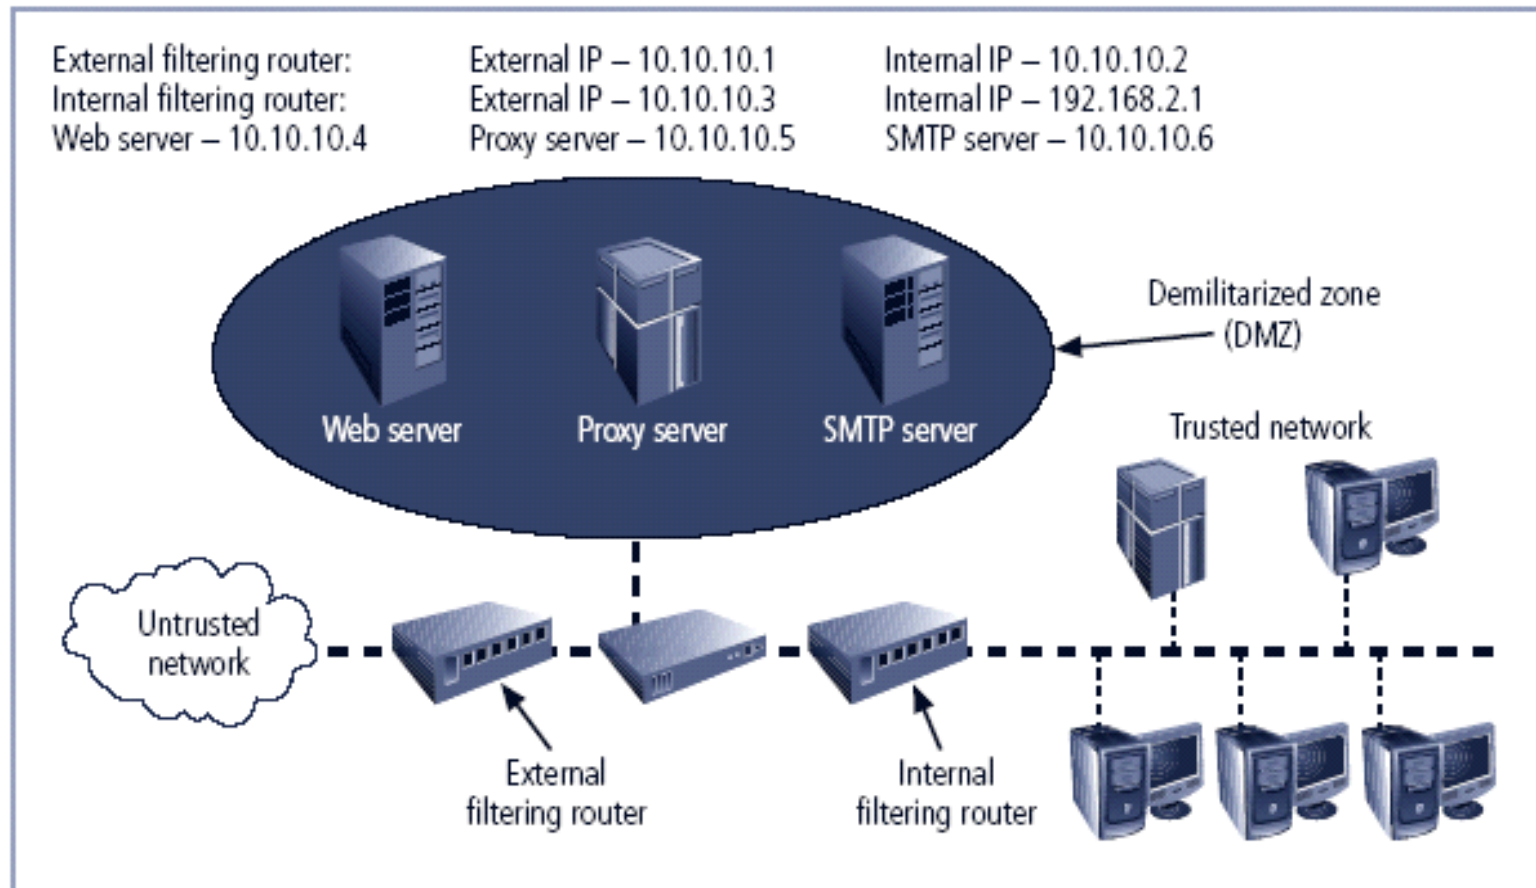 External filtering router: External IP – 10.10.10.1 Internal IP – 10.10.10.2
Internal filtering router: External IP – 10.10.10.3 Internal IP – 192.168.2.1
Web server – 10.10.10.4 Proxy server – 10.10.10.5 SMTP server – 10.10.10.6
Demilitarized zone
(DMZ)
Web server
Proxy server
SMTP server
Trusted network
Untrusted
network
External
filtering router
Internal
filtering router